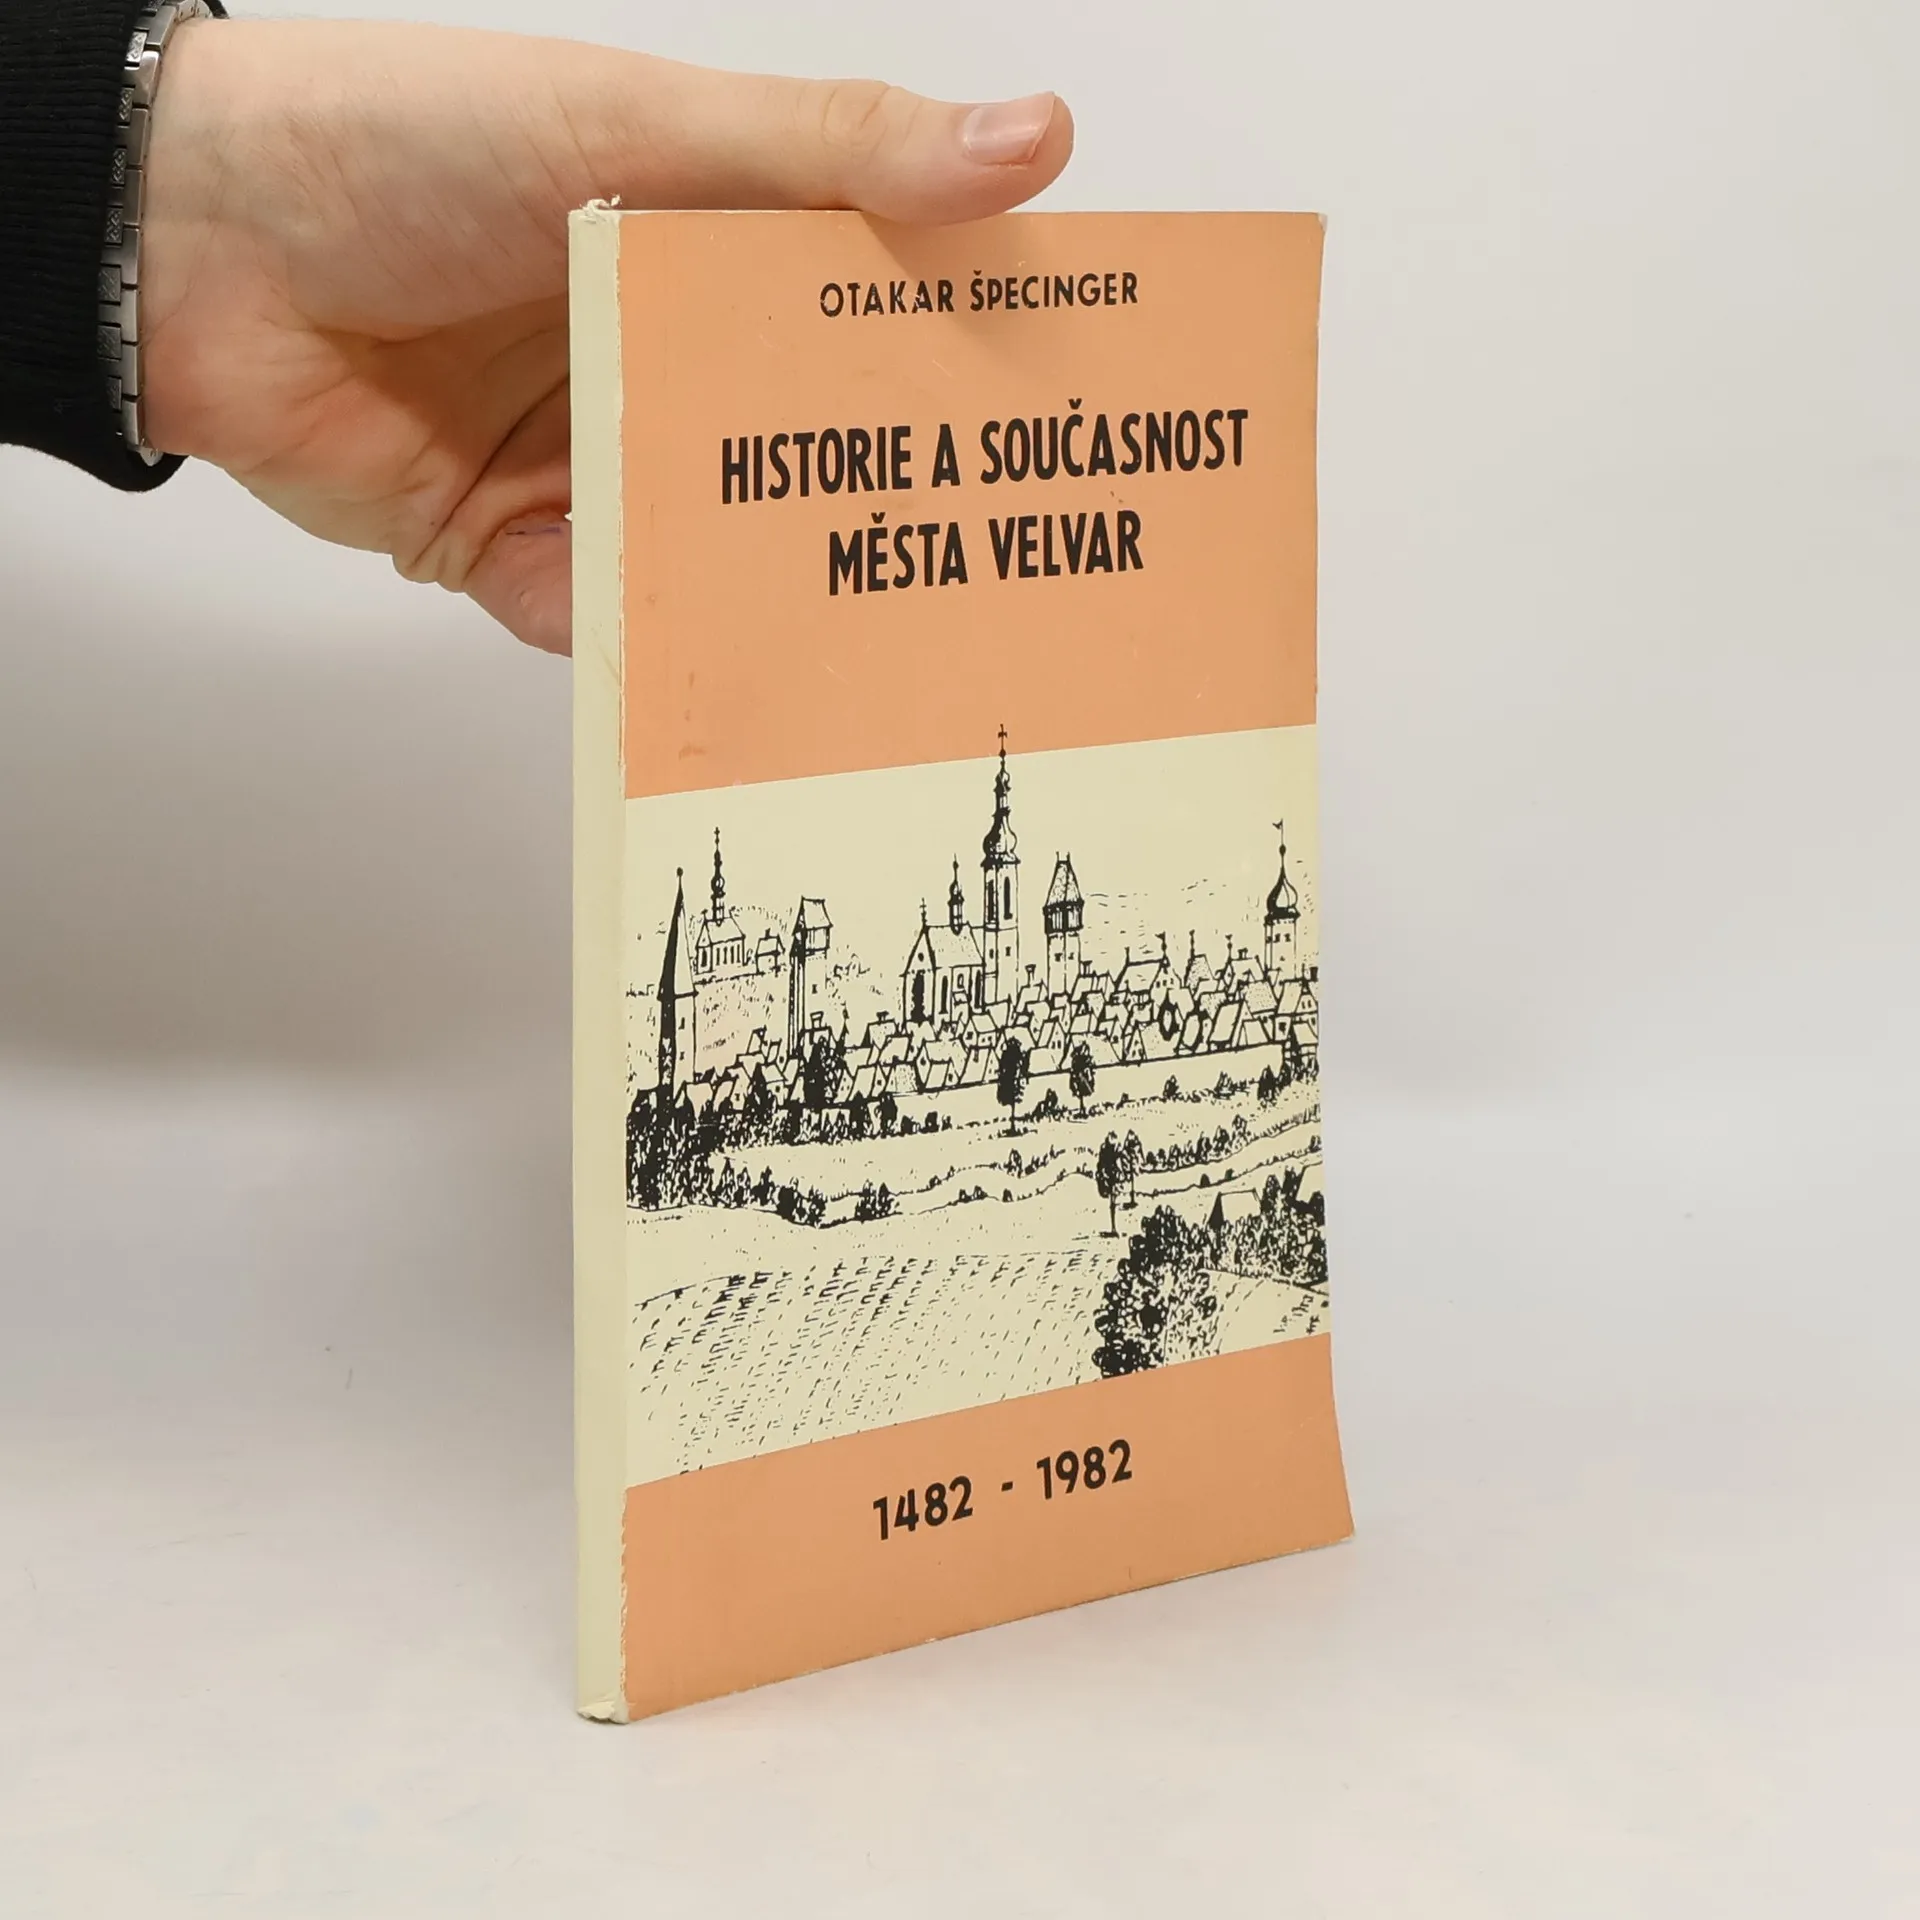 OTAKAR ŠPECINGER
HISTORIE A SOUČASNOST
MĚSTA VELVAR
1482 - 1982